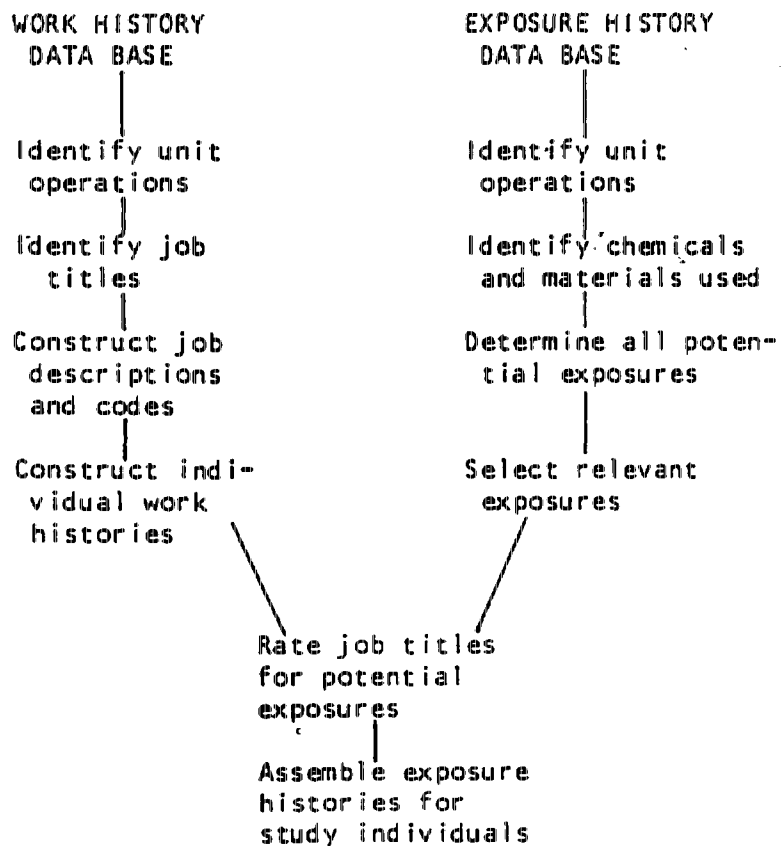 WORK HISTORY
DATA BASE
Identify unit
operations
Identify job
titles
Construct job
descriptions
and codes
Construct indi-
vidual work
histories
EXPOSURE HISTORY
DATA BASE
Identify unit
operations
Identify chemicals
and materials used
Determine all poten-
tial exposures
Select relevant
exposures
Rate job titles
for potential
exposures
Assemble exposure
histories for
study individuals